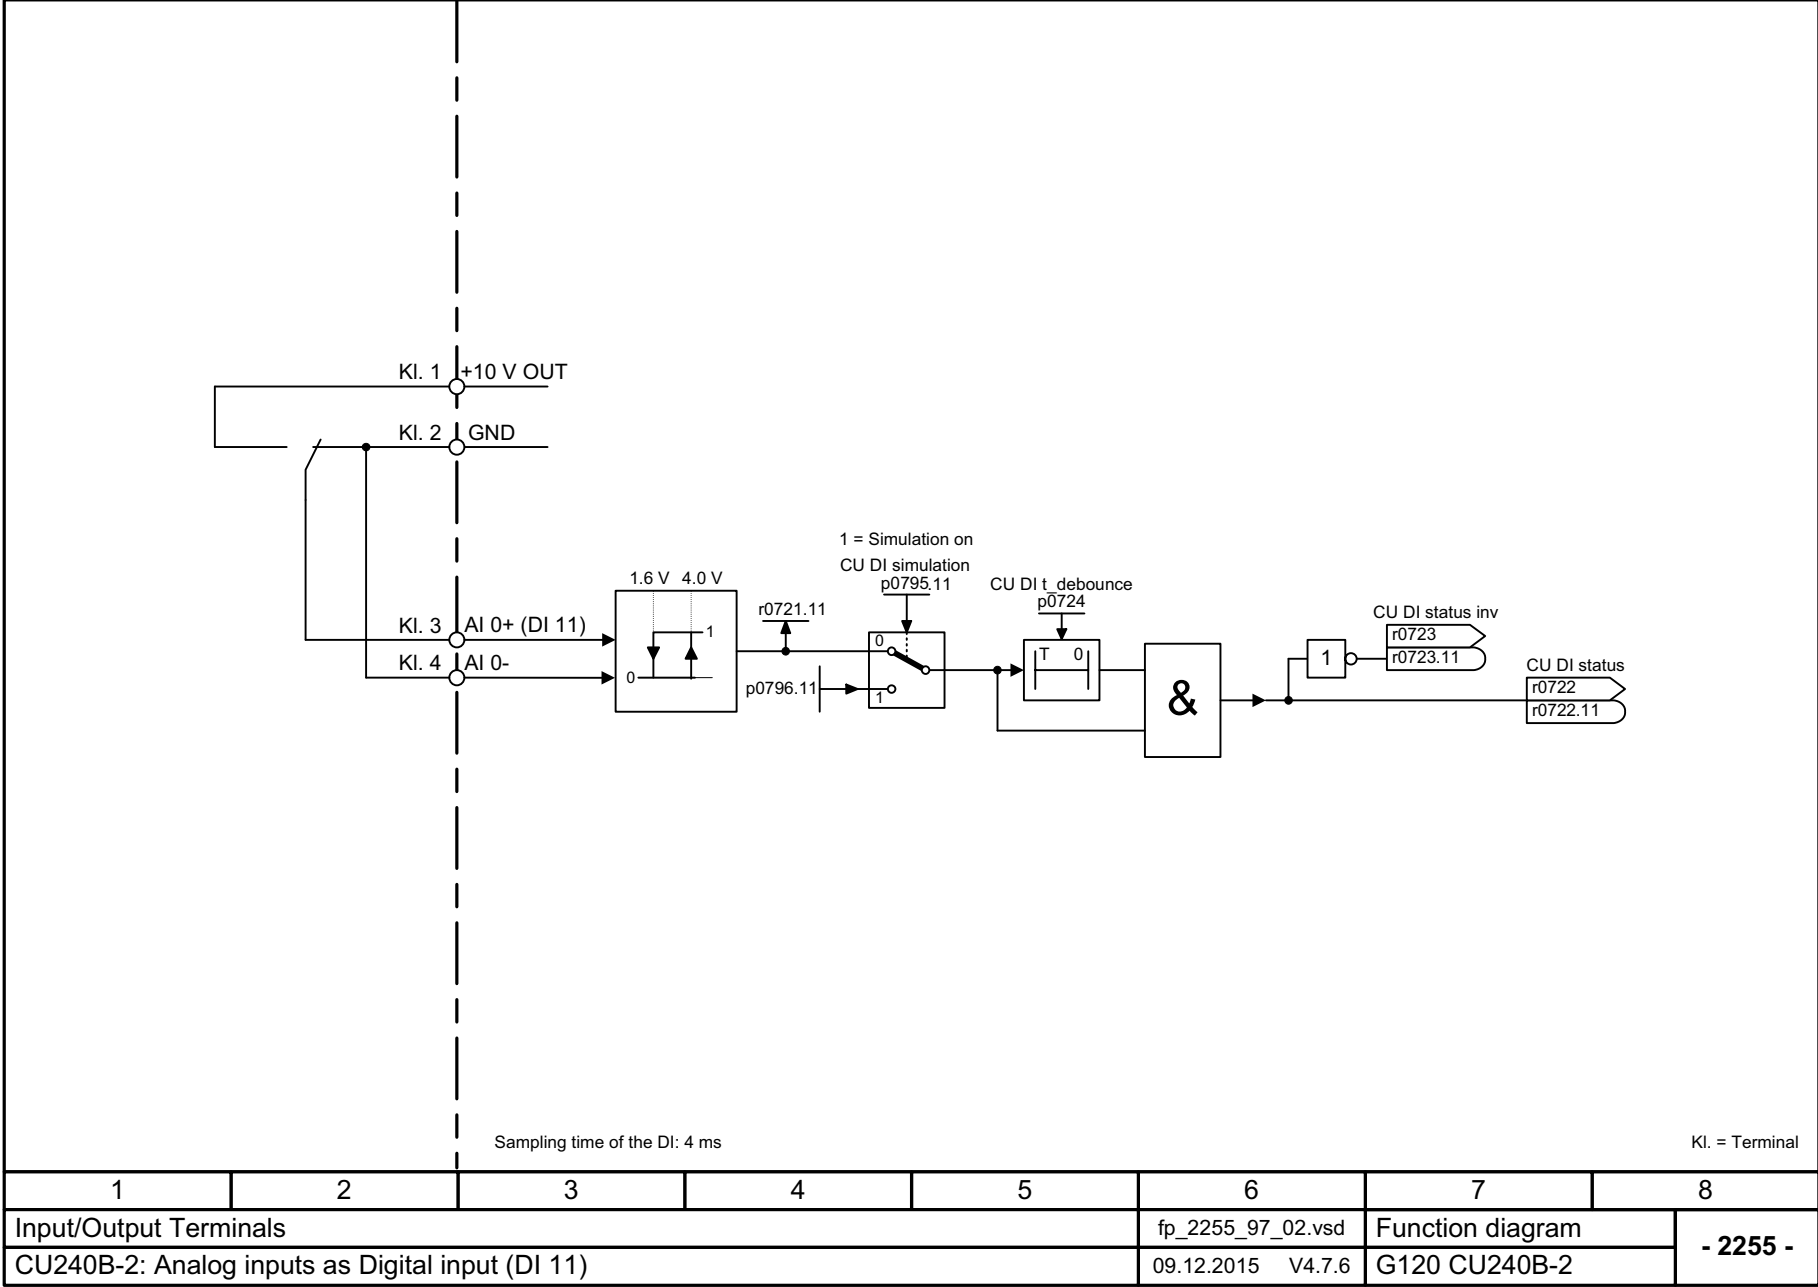 Kl. 1 +10 V OUT
Kl. 2 GND
1 = Simulation on
CU DI simulation
p0795.11
1.6 V 4.0 V
CU DI t_debounce
p0724
r0721.11
CU DI status inv
r0723
r0723.11
Kl. 3 AI 0+ (DI 11)
Kl. 4 AI 0-
1
0
0
1
p0796.11
T 0
&
1
CU DI status
r0722
r0722.11
Sampling time of the DI: 4 ms
Kl. = Terminal
1 2 3 4 5 6 7 8
Input/Output Terminals
fp_2255_97_02.vsd
Function diagram
- 2255 -
CU240B-2: Analog inputs as Digital input (DI 11)
09.12.2015 V4.7.6
G120 CU240B-2